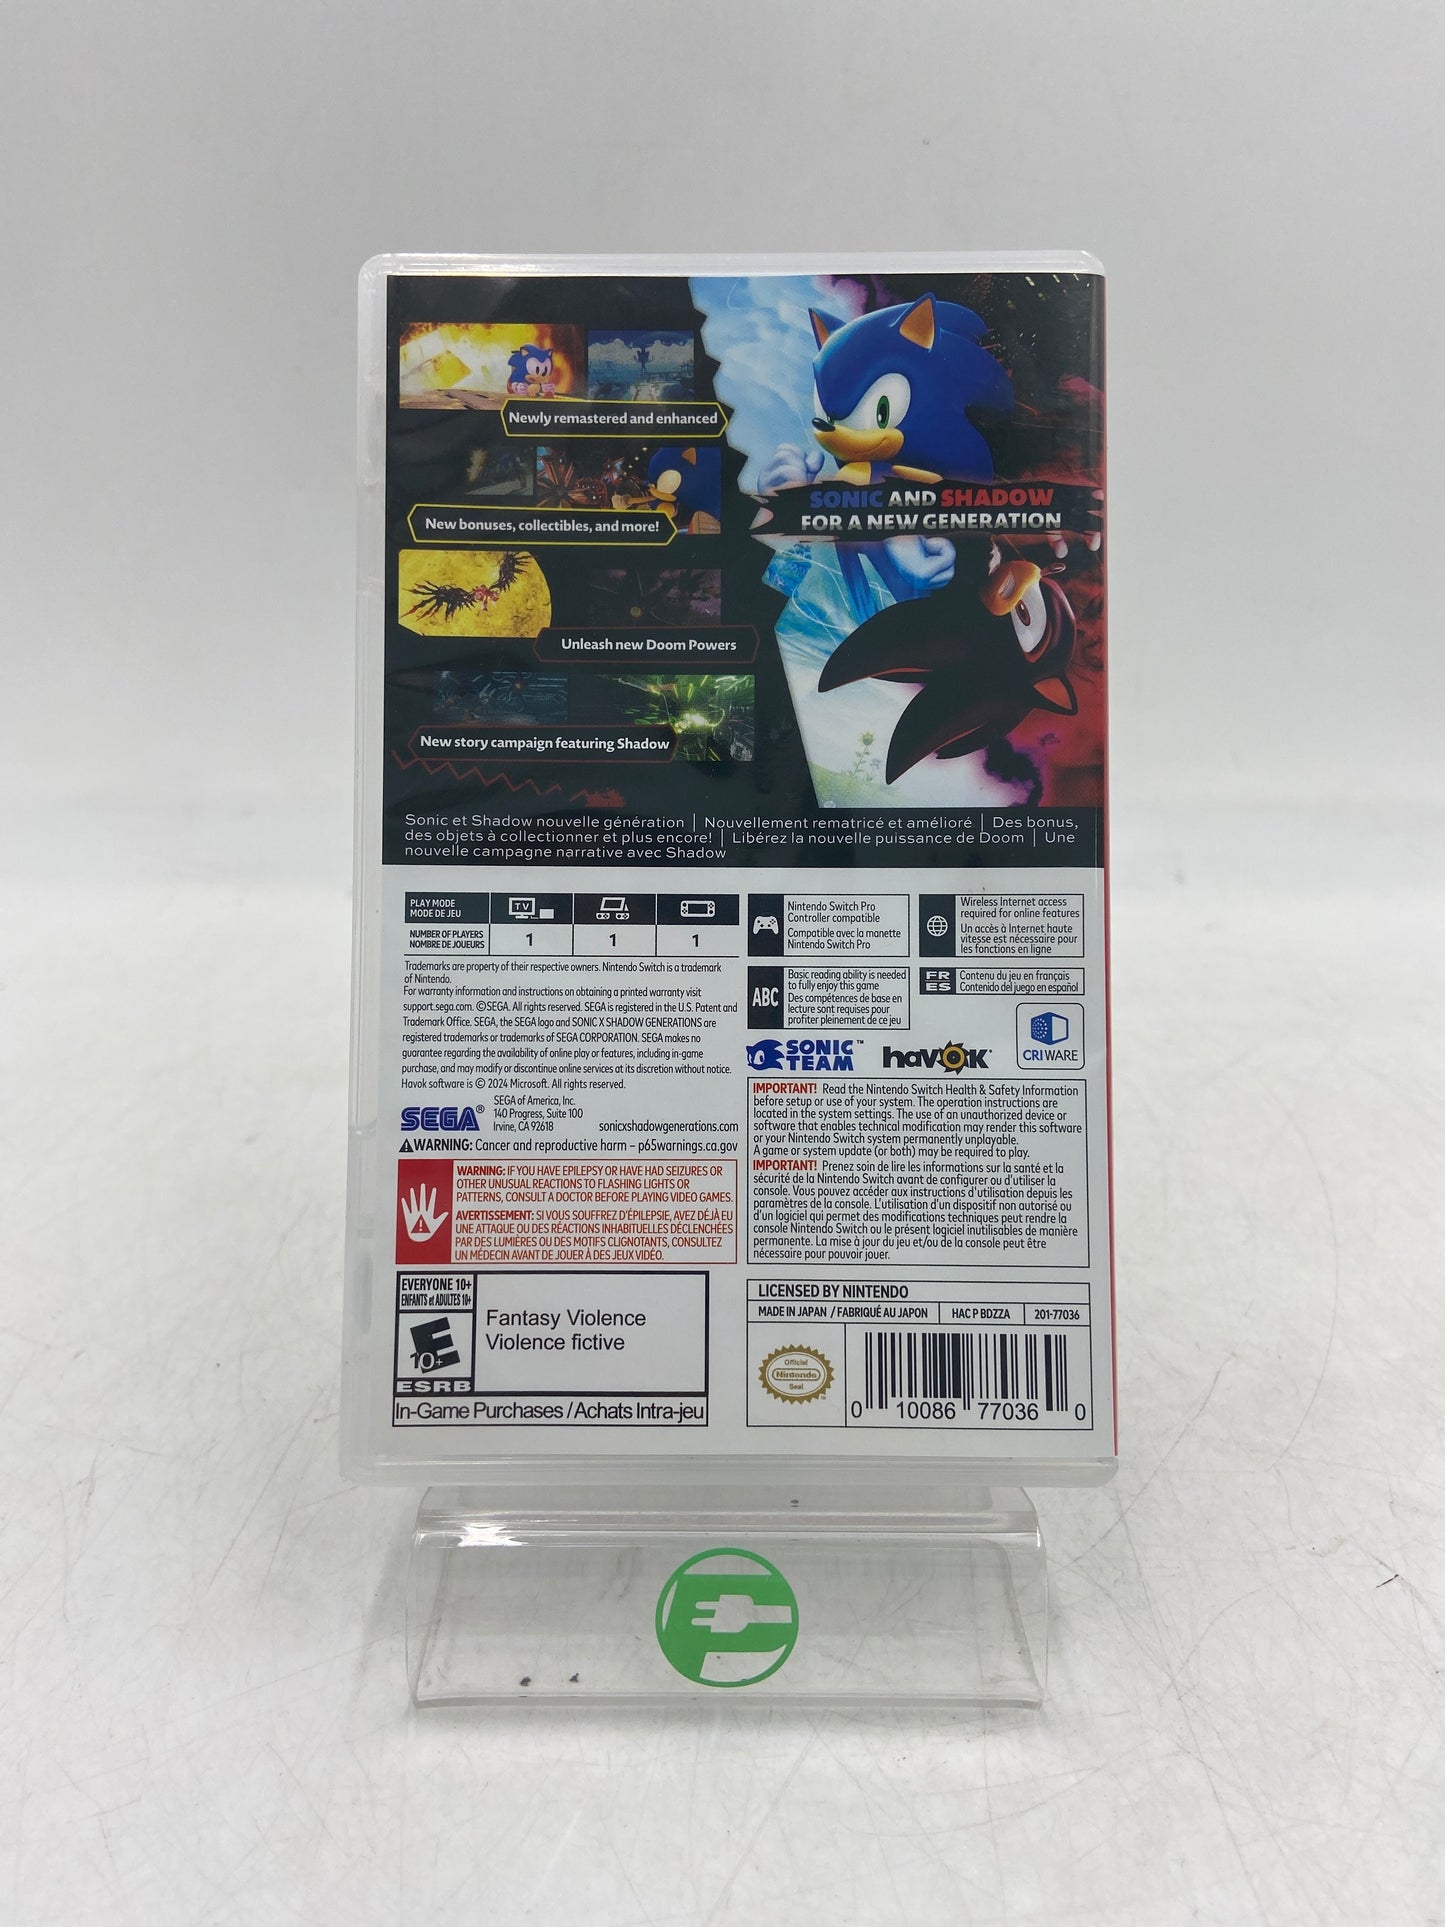 Newly remastered and enhanced
New bonuses, collectibles, and more!
Unleash new Doom Powers
New story campaign featuring Shadow
SONIC AND SHADOW
FOR A NEW GENERATION
Sonic et Shadow nouvelle génération | Nouvellement rematricé et amélioré | Des bonus,
des objets à collectionner et plus encore! | Libérez la nouvelle puissance de Doom | Une
nouvelle campagne narrative avec Shadow
PLAY MODE
MODE DE JEU
TV
NUMBER OF PLAYERS
NOMBRE DE JOUEURS
1
1
1
Trademarks are property of their respective owners. Nintendo Switch is a trademark
of Nintendo.
For warranty information and instructions on obtaining a printed warranty visit
support.sega.com. ©SEGA. All rights reserved. SEGA is registered in the U.S. Patent and
Trademark Office. SEGA, the SEGA logo and SONIC X SHADOW GENERATIONS are
registered trademarks or trademarks of SEGA CORPORATION. SEGA makes no
guarantee regarding the availability of online play or features, including in-game
purchase, and may modify or discontinue online services at its discretion without notice.
Havok software is © 2024 Microsoft. All rights reserved.
SEGA®
SEGA of America, Inc.
140 Progress, Suite 100
Irvine, CA 92618
sonicxshadowgenerations.com
WARNING: Cancer and reproductive harm – p65warnings.ca.gov
WARNING: IF YOU HAVE EPILEPSY OR HAVE HAD SEIZURES OR
OTHER UNUSUAL REACTIONS TO FLASHING LIGHTS OR
PATTERNS, CONSULT A DOCTOR BEFORE PLAYING VIDEO GAMES.
AVERTISSEMENT: SI VOUS SOUFFREZ D'ÉPILEPSIE, AVEZ DÉJÀ EU
UNE ATTAQUE OU DES RÉACTIONS INHABITUELLES DÉCLENCHÉES
PAR DES LUMIÈRES OU DES MOTIFS CLIGNOTANTS, CONSULTEZ
UN MÉDECIN AVANT DE JOUER À DES JEUX VIDÉO.
EVERYONE 10+
ENFANTS et ADULTES 10+
E
10+
ESRB
Fantasy Violence
Violence fictive
In-Game Purchases / Achats Intra-jeu
Nintendo Switch Pro
Controller compatible
Compatible avec la manette
Nintendo Switch Pro
Wireless Internet access
required for online features
Un accès à Internet haute
vitesse est nécessaire pour
les fonctions en ligne
ABC
Basic reading ability is needed
to fully enjoy this game
Des compétences de base en
lecture sont requises pour
profiter pleinement de ce jeu
FR
ES
Contenu du jeu en français
Contenido del juego en español
SONIC
TEAM™
havok
CRIWARE
IMPORTANT! Read the Nintendo Switch Health & Safety Information
before setup or use of your system. The operation instructions are
located in the system settings. The use of an unauthorized device or
software that enables technical modification may render this software
or your Nintendo Switch system permanently unplayable.
A game or system update (or both) may be required to play.
IMPORTANT! Prenez soin de lire les informations sur la santé et la
sécurité de la Nintendo Switch avant de configurer ou d'utiliser la
console. Vous pouvez accéder aux instructions d'utilisation depuis les
paramètres de la console. L'utilisation d'un dispositif non autorisé ou
d'un logiciel qui permet des modifications techniques peut rendre la
console Nintendo Switch ou le présent logiciel inutilisables de manière
permanente. La mise à jour du jeu et/ou de la console peut être
nécessaire pour pouvoir jouer.
LICENSED BY NINTENDO
MADE IN JAPAN / FABRIQUÉ AU JAPON
HAC P BDZZA
201-77036
Official
Nintendo
Seal
0 10086 77036 0